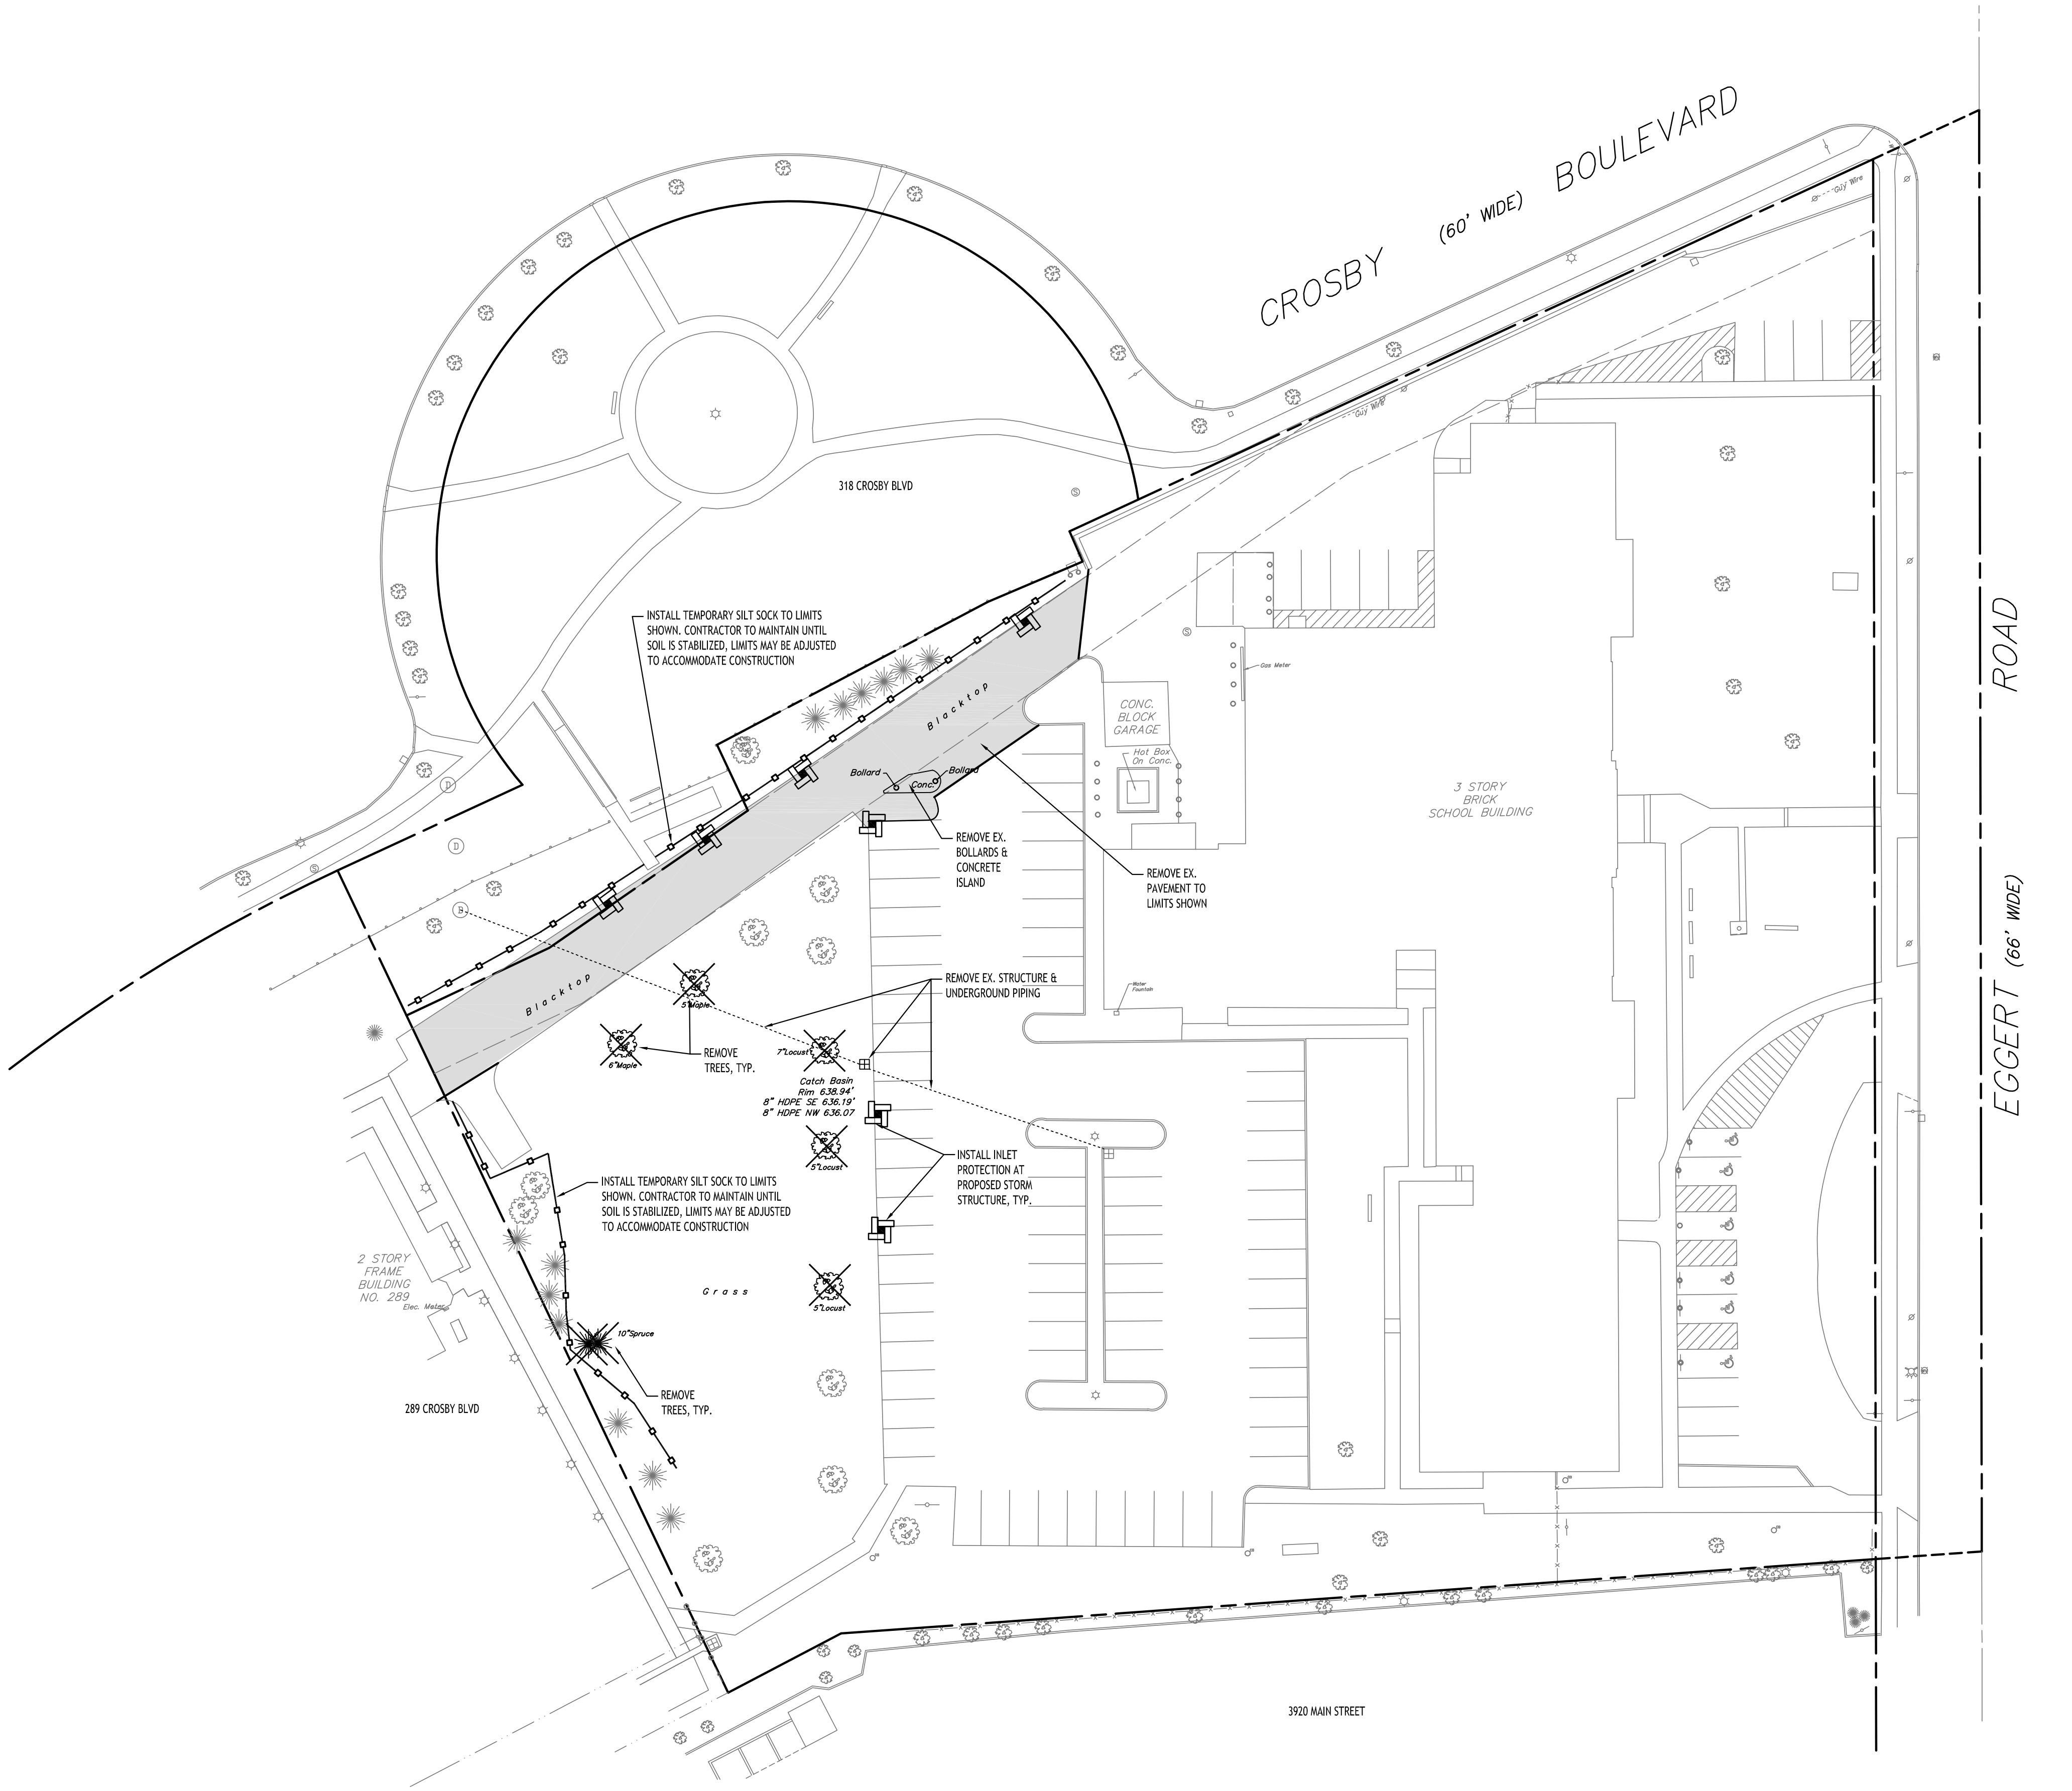 CROSBY (60' WIDE) BOULEVARD
Guy Wire
Guy Wire
318 CROSBY BLVD
INSTALL TEMPORARY SILT SOCK TO LIMITS
SHOWN. CONTRACTOR TO MAINTAIN UNTIL
SOIL IS STABILIZED, LIMITS MAY BE ADJUSTED
TO ACCOMMODATE CONSTRUCTION
EGGERT (66' WIDE) ROAD
Blacktop
Gas Meter
CONC.
BLOCK
GARAGE
Hot Box
On Conc.
Bollard
Bollard
Conc.
3 STORY
BRICK
SCHOOL BUILDING
REMOVE EX.
BOLLARDS &
CONCRETE
ISLAND
REMOVE EX.
PAVEMENT TO
LIMITS SHOWN
D
D
D
S
S
S
Blacktop
REMOVE EX. STRUCTURE &
UNDERGROUND PIPING
Water
Fountain
5"Maple
6"Maple
REMOVE
TREES, TYP.
7"Locust
Catch Basin
Rim 638.94'
8" HDPE SE 636.19'
8" HDPE NW 636.07
5"Locust
INSTALL INLET
PROTECTION AT
PROPOSED STORM
STRUCTURE, TYP.
INSTALL TEMPORARY SILT SOCK TO LIMITS
SHOWN. CONTRACTOR TO MAINTAIN UNTIL
SOIL IS STABILIZED, LIMITS MAY BE ADJUSTED
TO ACCOMMODATE CONSTRUCTION
2 STORY
FRAME
BUILDING
NO. 289
Elec. Meter
Grass
5"Locust
10"Spruce
REMOVE
TREES, TYP.
289 CROSBY BLVD
3920 MAIN STREET